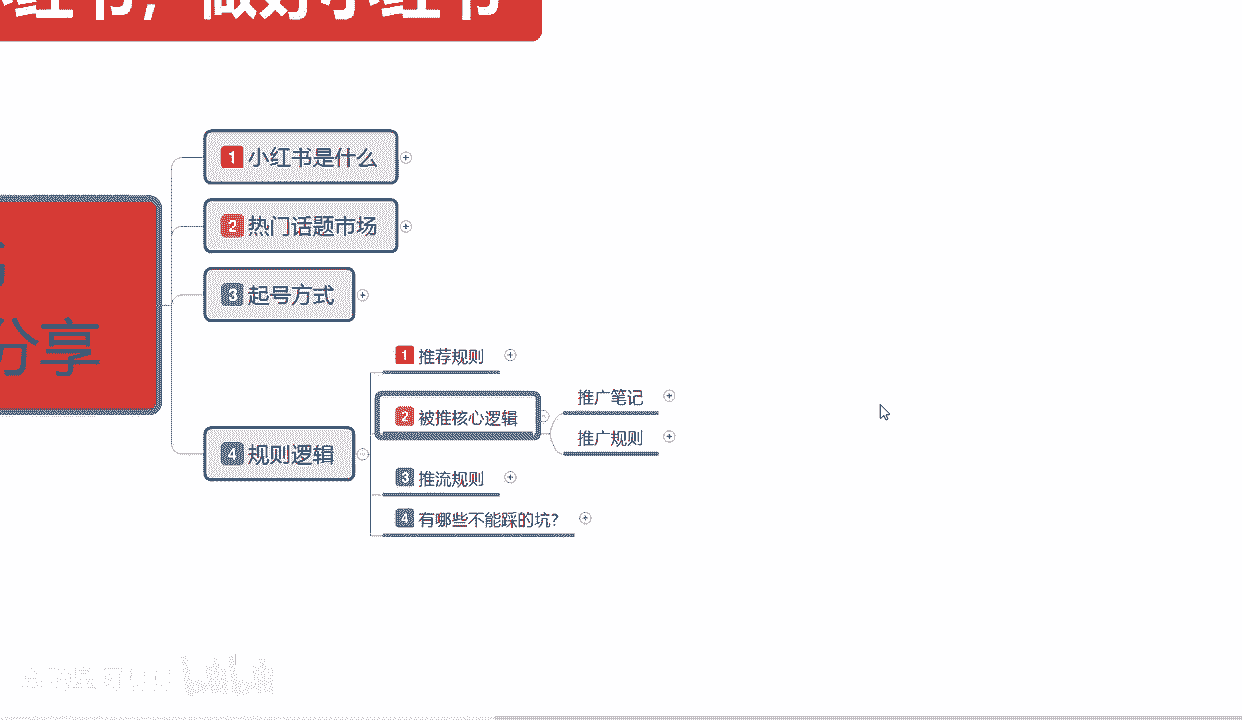 小红书，做好小红书
分享
1 小红书是什么
2 热门话题市场
3 起号方式
4 规则逻辑
1 推荐规则
2 被推核心逻辑
推广笔记
推广规则
3 推流规则
4 有哪些不能踩的坑？
bilibili